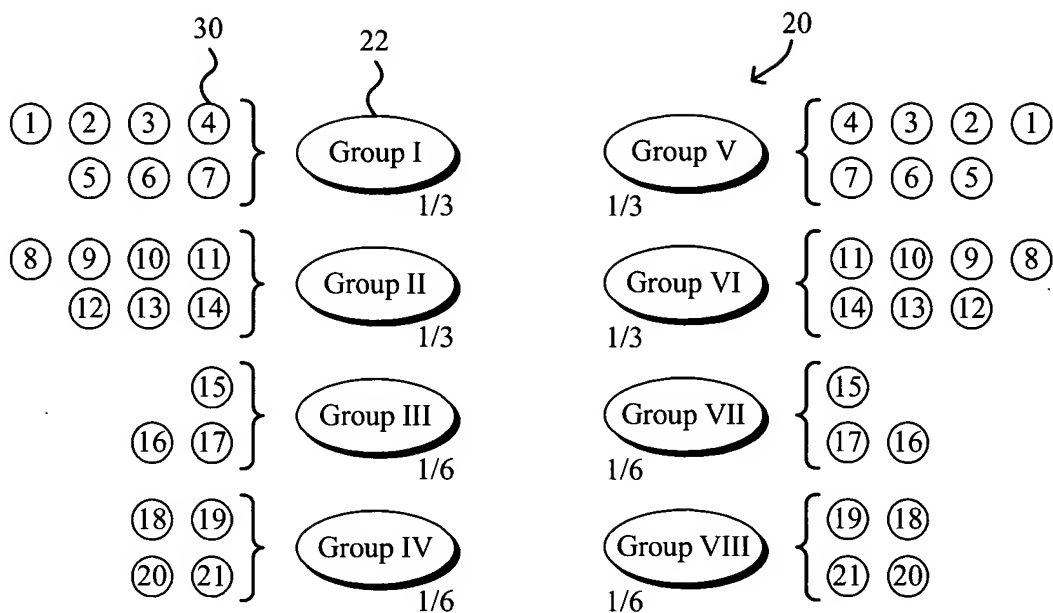 30 22 20
1 2 3 4 Group I Group V 4 3 2 1
5 6 7 7 6 5
1/3 1/3
8 9 10 11 Group II Group VI 11 10 9 8
12 13 14 14 13 12
1/3 1/3
15 Group III Group VII 15
16 17 17 16
1/6 1/6
18 19 Group IV Group VIII 19 18
20 21 21 20
1/6 1/6